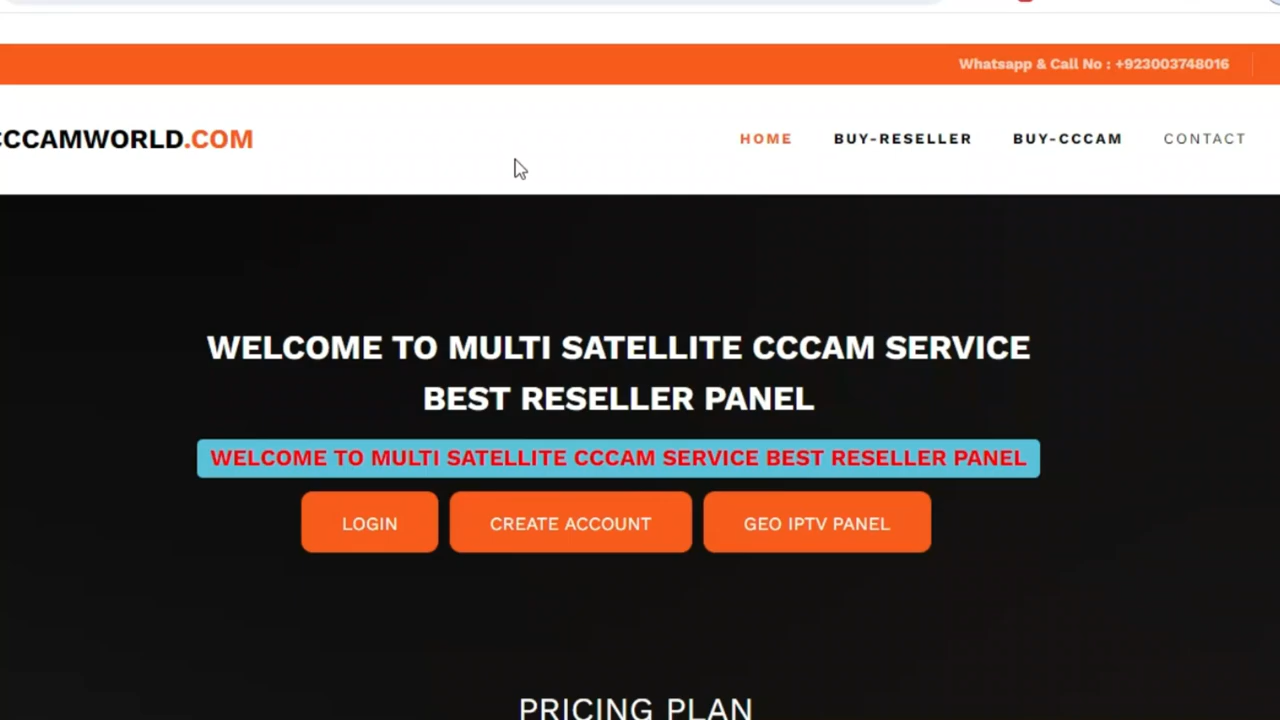 Whatsapp & Call No : +923003748016
CCCAMWORLD.COM
HOME BUY-RESELLER BUY-CCCAM CONTACT
WELCOME TO MULTI SATELLITE CCCAM SERVICE
BEST RESELLER PANEL
WELCOME TO MULTI SATELLITE CCCAM SERVICE BEST RESELLER PANEL
LOGIN CREATE ACCOUNT GEO IPTV PANEL
PRICING PLAN